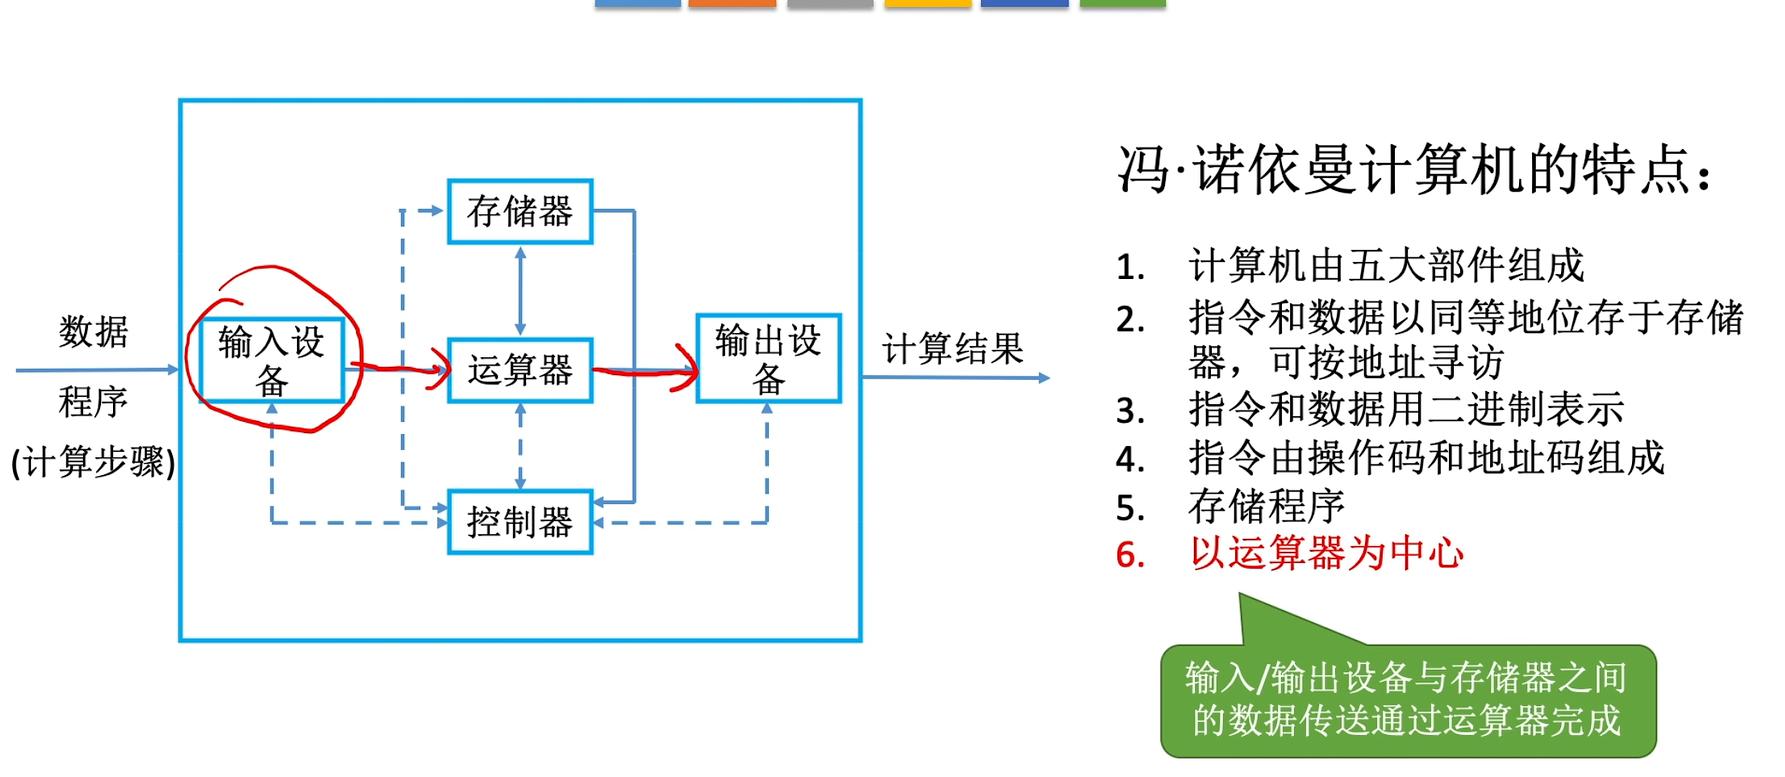 存储器
数据
输入设
备
运算器
输出设
备
计算结果
程序
(计算步骤)
控制器
冯·诺依曼计算机的特点：
1. 计算机由五大部件组成
2. 指令和数据以同等地位存于存储
器，可按地址寻访
3. 指令和数据用二进制表示
4. 指令由操作码和地址码组成
5. 存储程序
6. 以运算器为中心
输入/输出设备与存储器之间
的数据传送通过运算器完成